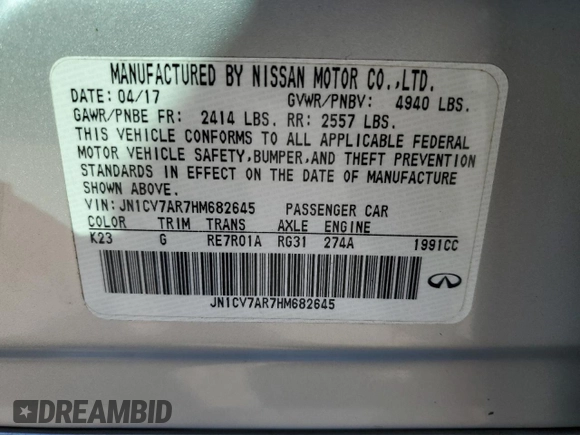 MANUFACTURED BY NISSAN MOTOR CO.,LTD.
DATE: 04/17 GVWR/PNBV: 4940 LBS.
GAWR/PNBE FR: 2414 LBS. RR: 2557 LBS.
THIS VEHICLE CONFORMS TO ALL APPLICABLE FEDERAL
MOTOR VEHICLE SAFETY,BUMPER,AND THEFT PREVENTION
STANDARDS IN EFFECT ON THE DATE OF MANUFACTURE
SHOWN ABOVE.
VIN: JN1CV7AR7HM682645 PASSENGER CAR
COLOR TRIM TRANS AXLE ENGINE
K23 G RE7R01A RG31 274A 1991CC
JN1CV7AR7HM682645
DREAMBID